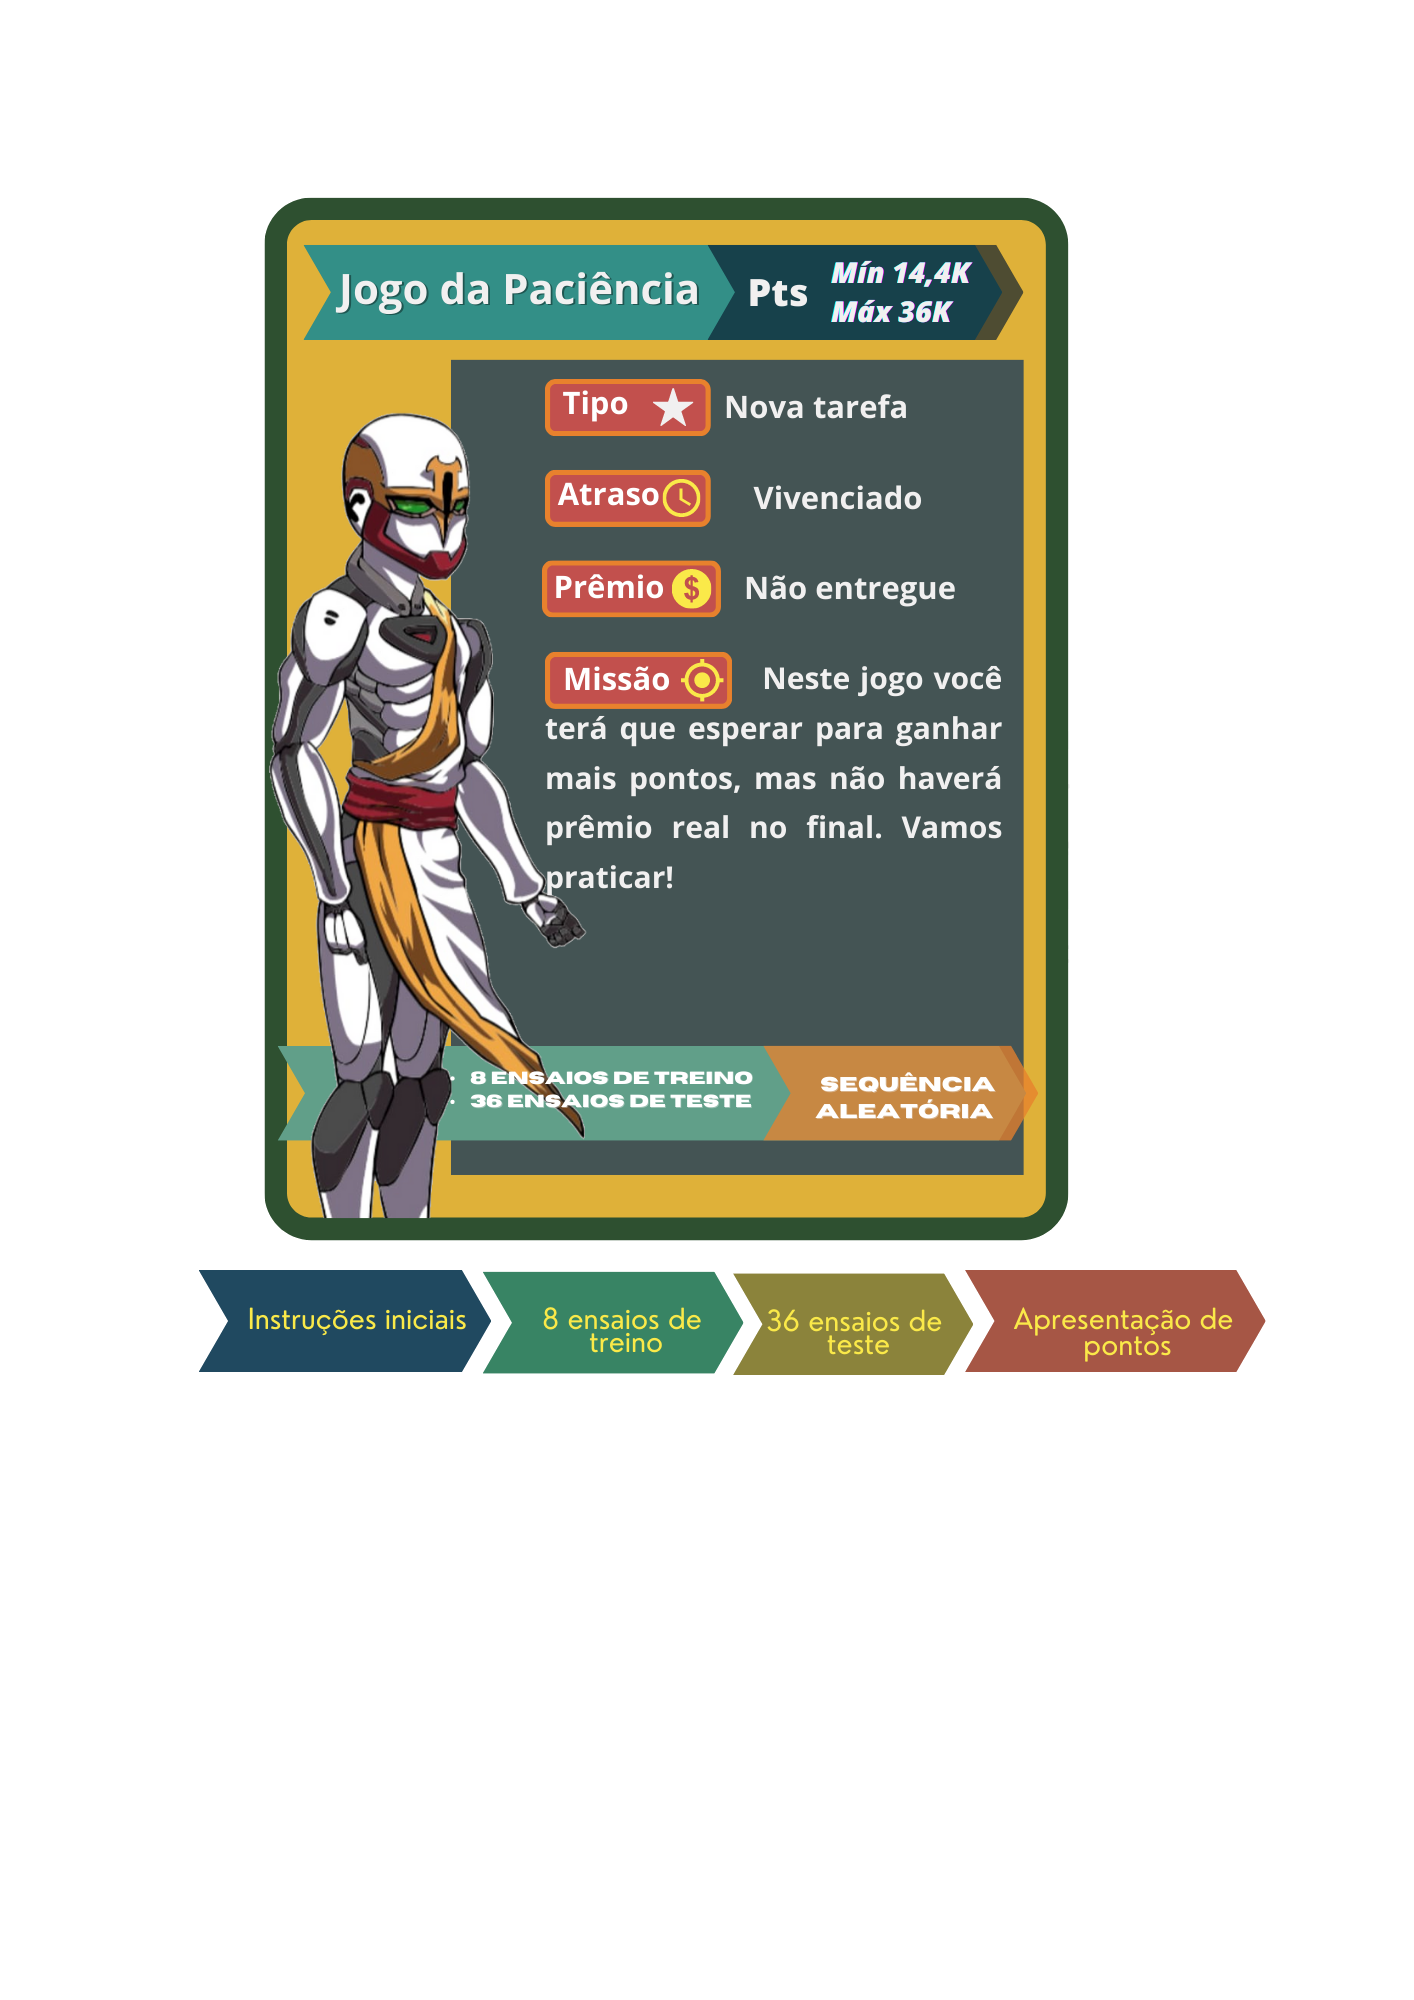 Jogo da Paciência
Pts
Mín 14,4K
Máx 36K
Tipo
Nova tarefa
Atraso
Vivenciado
Prêmio
$
Não entregue
Missão
Neste jogo você
terá que esperar para ganhar
mais pontos, mas não haverá
prêmio real no final. Vamos
praticar!
• 8 ENSAIOS DE TREINO
• 36 ENSAIOS DE TESTE
SEQUÊNCIA
ALEATÓRIA
Instruções iniciais
8 ensaios de
treino
36 ensaios de
teste
Apresentação de
pontos